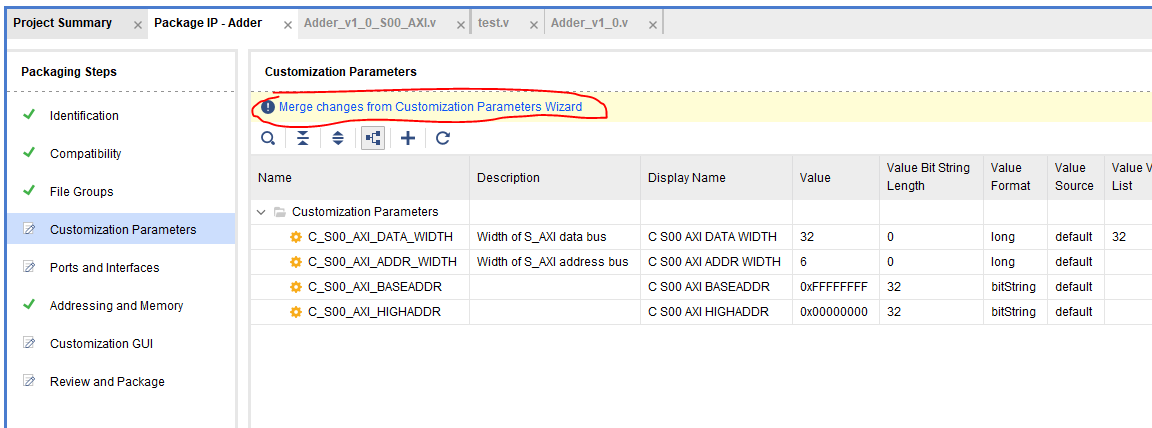 Project Summary
Package IP - Adder
Adder_v1_0_S00_AXI.v
test.v
Adder_v1_0.v
Packaging Steps
Identification
Compatibility
File Groups
Customization Parameters
Ports and Interfaces
Addressing and Memory
Customization GUI
Review and Package
Customization Parameters
Merge changes from Customization Parameters Wizard
Name Description Display Name Value Value Bit String Length Value Format Value Source Value V List
Customization Parameters
C_S00_AXI_DATA_WIDTH Width of S_AXI data bus C S00 AXI DATA WIDTH 32 0 long default 32
C_S00_AXI_ADDR_WIDTH Width of S_AXI address bus C S00 AXI ADDR WIDTH 6 0 long default
C_S00_AXI_BASEADDR C S00 AXI BASEADDR 0xFFFFFFFF 32 bitString default
C_S00_AXI_HIGHADDR C S00 AXI HIGHADDR 0x00000000 32 bitString default